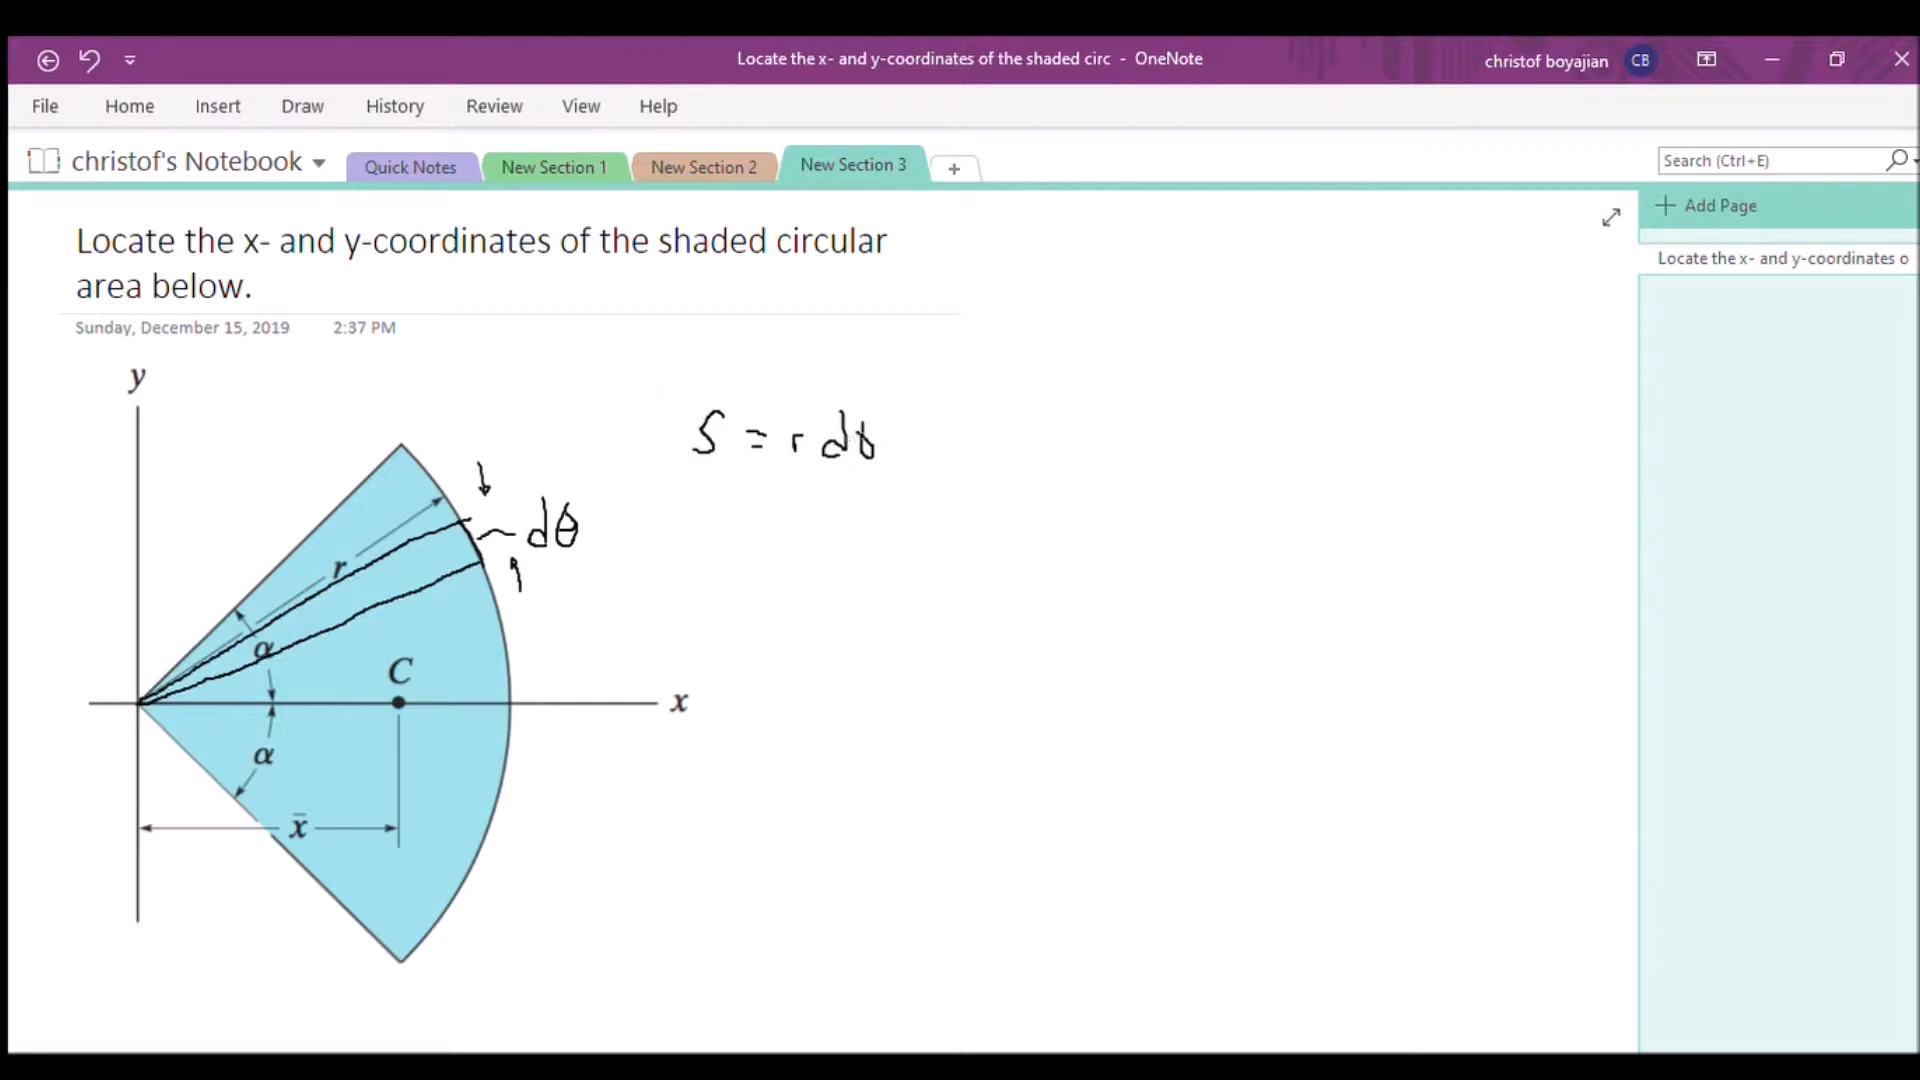 Locate the x- and y-coordinates of the shaded circ - OneNote
christof boyajian
CB
File Home Insert Draw History Review View Help
christof's Notebook
Quick Notes
New Section 1
New Section 2
New Section 3
+
Search (Ctrl+E)
Add Page
Locate the x- and y-coordinates o
Locate the x- and y-coordinates of the shaded circular
area below.
Sunday, December 15, 2019 2:37 PM
y
S = r dθ
dθ
r
α
C
x
α
x̄